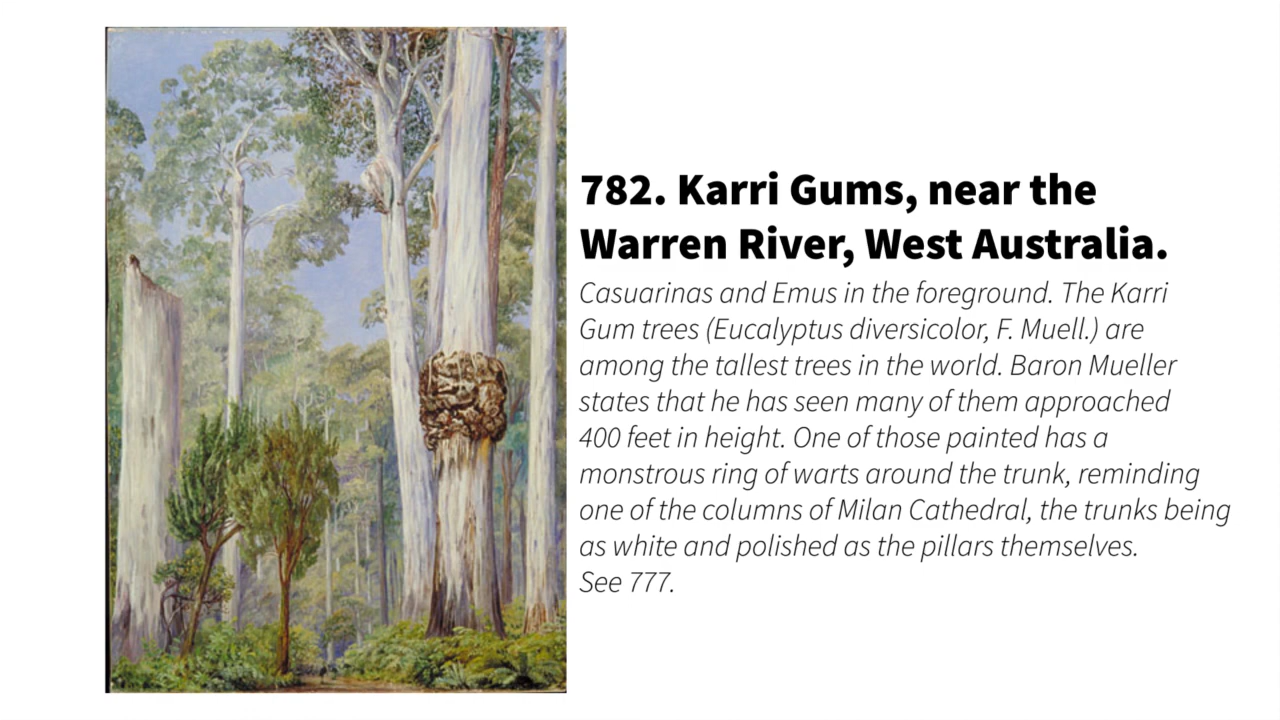 782. Karri Gums, near the
Warren River, West Australia.
Casuarinas and Emus in the foreground. The Karri
Gum trees (Eucalyptus diversicolor, F. Muell.) are
among the tallest trees in the world. Baron Mueller
states that he has seen many of them approached
400 feet in height. One of those painted has a
monstrous ring of warts around the trunk, reminding
one of the columns of Milan Cathedral, the trunks being
as white and polished as the pillars themselves.
See 777.